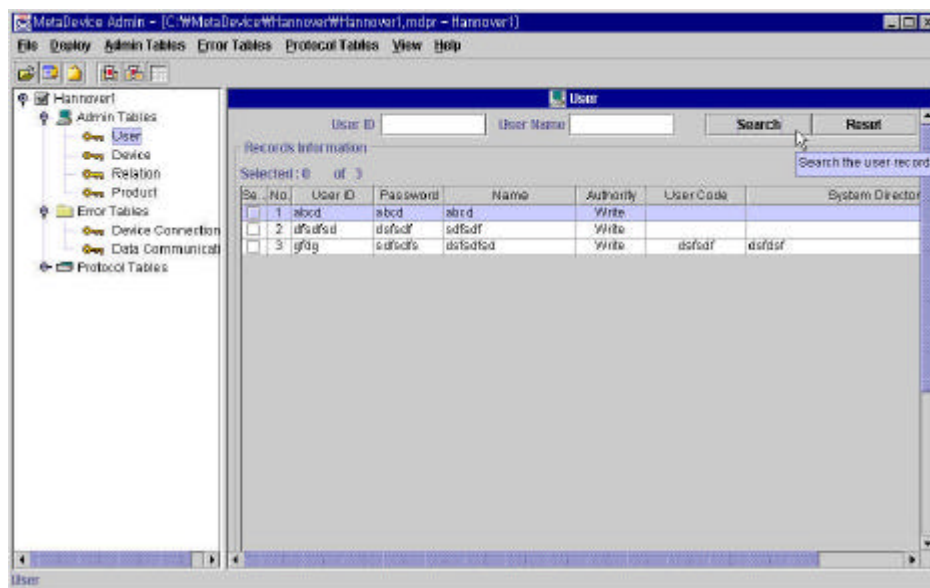 MetaDevice Admin - [C:₩MetaDevice₩Hannover₩Hannover1.mdpr - Hannover1]
File Deploy Admin Tables Error Tables Protocol Tables View Help
Hannover1
Admin Tables
User
Device
Relation
Product
Error Tables
Device Connection
Data Communicati
Protocol Tables
User
User ID User Name Search Reset
Search the user record
Records Information
Selected : 0 of 3
Se... No. User ID Password Name Authority User Code System Director
1 abcd abcd abcd Write
2 dfsdfsd dsfsdf sdfsdf Write
3 gfdg sdfsdfs dsfsdfsd Write dsfsdf dsfdsf
User